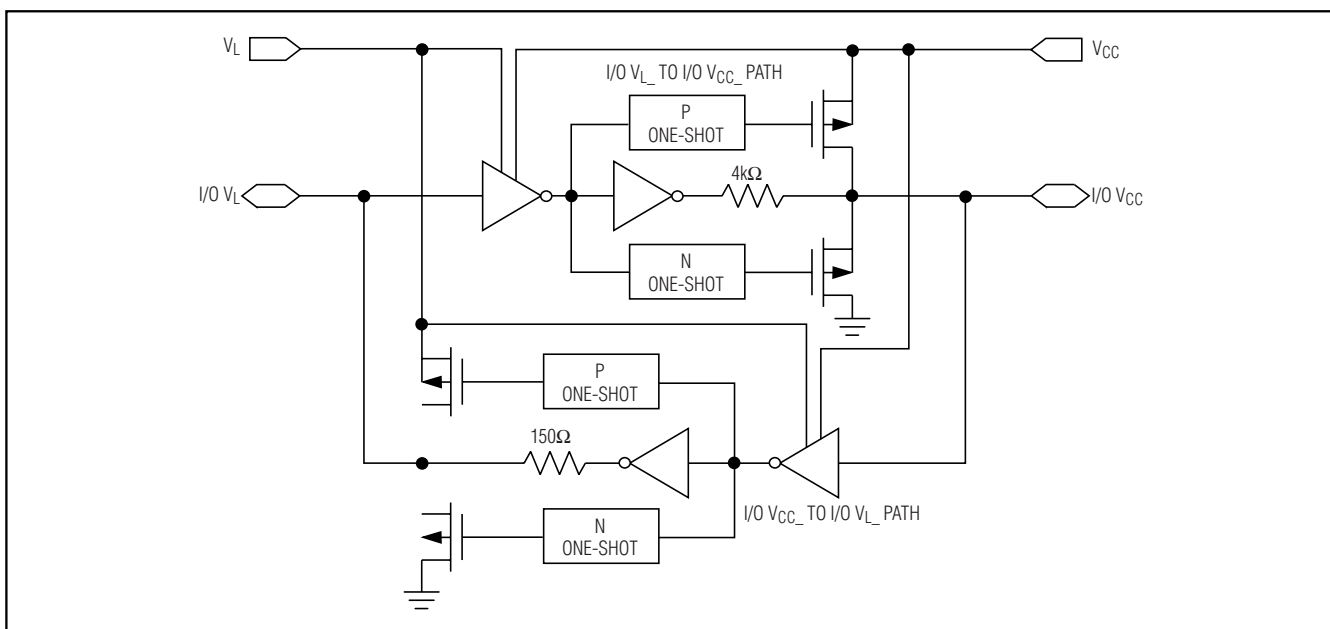 V_L
V_CC
I/O V_L_ TO I/O V_CC_ PATH
P
ONE-SHOT
4kΩ
I/O V_L
I/O V_CC
N
ONE-SHOT
P
ONE-SHOT
150Ω
I/O V_CC_ TO I/O V_L_ PATH
N
ONE-SHOT